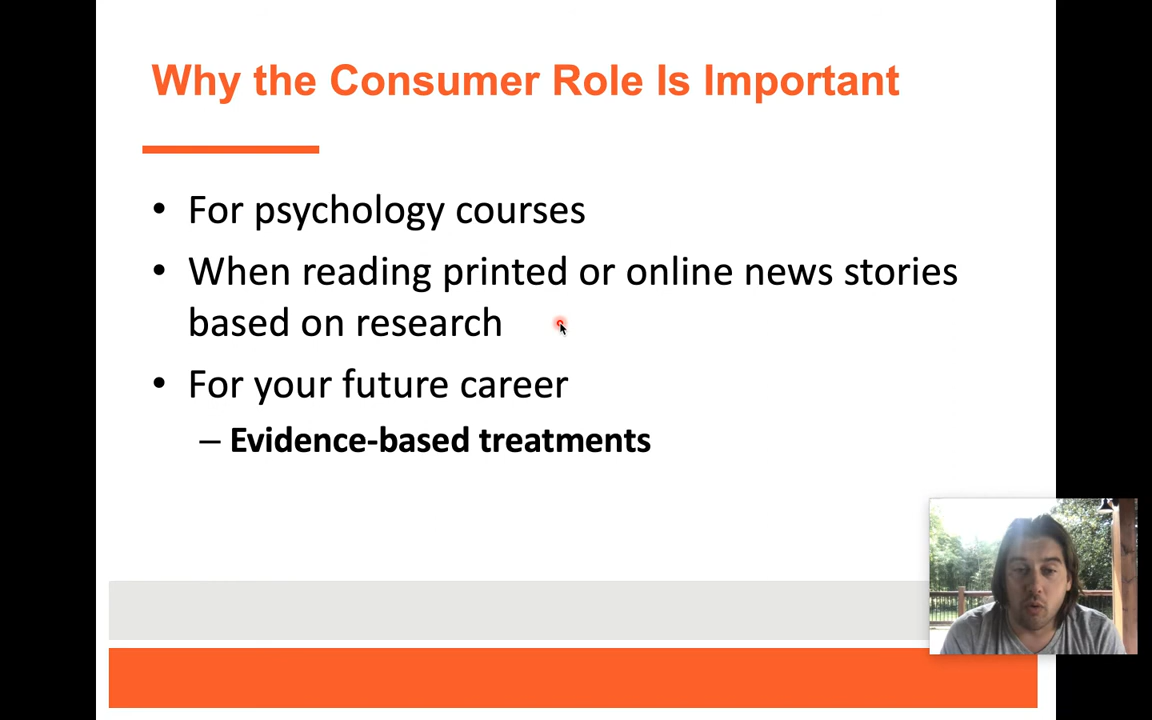 Why the Consumer Role Is Important
• For psychology courses
• When reading printed or online news stories
based on research
• For your future career
– Evidence-based treatments